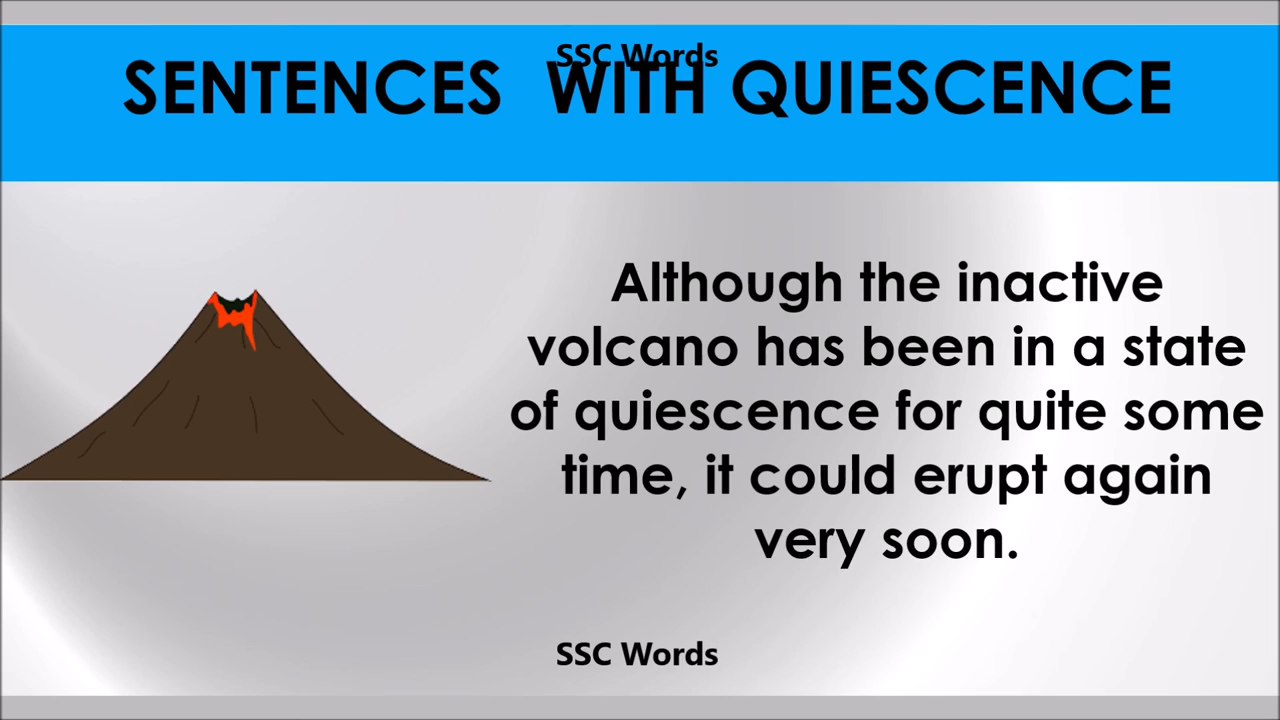 SSC Words
SENTENCES WITH QUIESCENCE
Although the inactive
volcano has been in a state
of quiescence for quite some
time, it could erupt again
very soon.
SSC Words